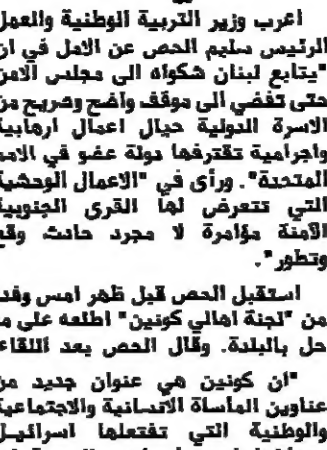 اعرب وزير التربية الوطنية والعمل
الرئيس سليم الحص عن الامل في ان
"يتابع لبنان شكواه الى مجلس الامن
حتى تفضي الى موقف واضح وصريح من
الاسرة الدولية حيال اعمال ارهابية
واجرامية تقترفها دولة عضو في الامم
المتحدة". ورأى في "الاعمال الوحشية
التي تتعرض لها القرى الجنوبية
الآمنة مؤامرة لا مجرد حادث وقع
وتطور".
استقبل الحص قبل ظهر امس وفدا
من "لجنة اهالي كونين" اطلعه على ما
حل بالبلدة. وقال الحص بعد اللقاء
"ان كونين هي عنوان جديد من
عناوين المأساة الانسانية والاجتماعية
والوطنية التي تفتعلها اسرائيل